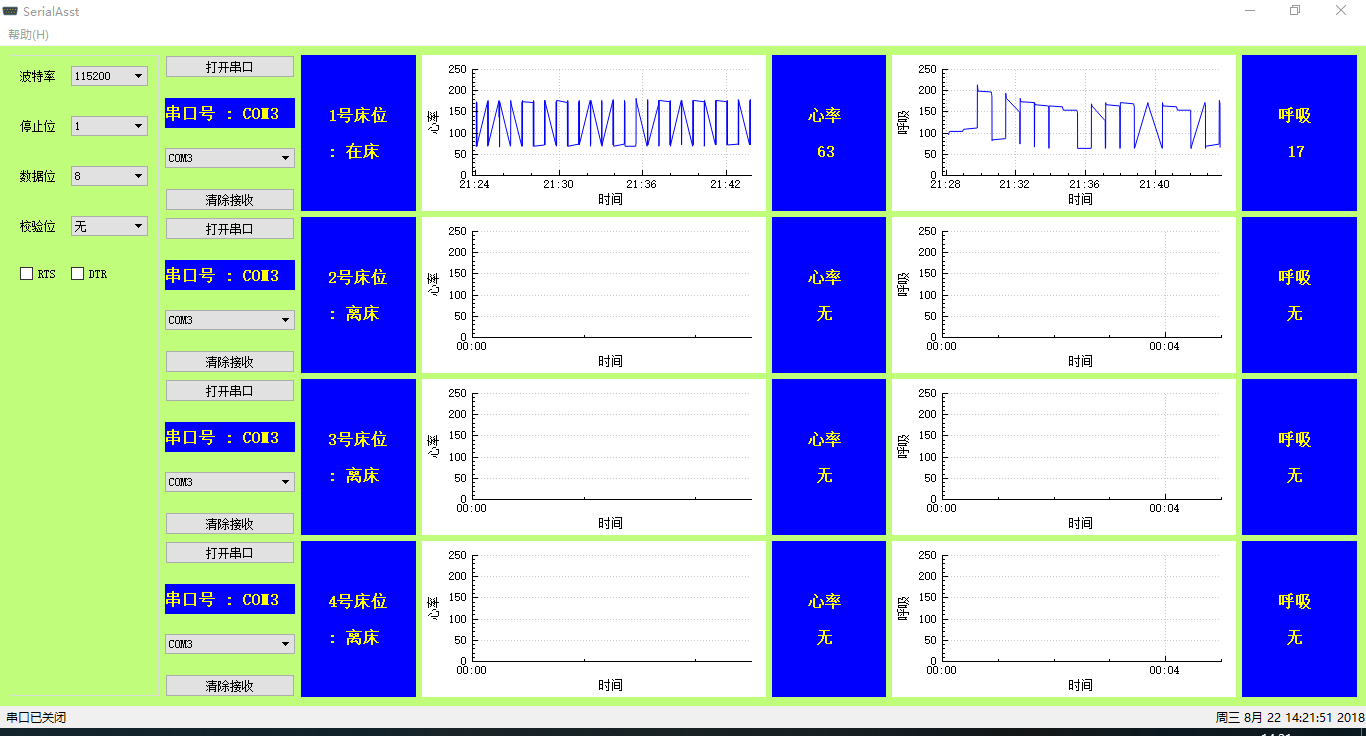 SerialAsst
帮助(H)
波特率 115200
停止位 1
数据位 8
校验位 无
RTS DTR
打开串口
串口号 : COM3
COM3
清除接收
1号床位
: 在床
250
200
150
100
50
0
心率
21:24 21:30 21:36 21:42
时间
心率
63
250
200
150
100
50
0
呼吸
21:28 21:32 21:36 21:40
时间
呼吸
17
打开串口
串口号 : COM3
COM3
清除接收
2号床位
: 离床
250
200
150
100
50
0
心率
00:00
时间
心率
无
250
200
150
100
50
0
呼吸
00:00 00:04
时间
呼吸
无
打开串口
串口号 : COM3
COM3
清除接收
3号床位
: 离床
250
200
150
100
50
0
心率
00:00
时间
心率
无
250
200
150
100
50
0
呼吸
00:00 00:04
时间
呼吸
无
打开串口
串口号 : COM3
COM3
清除接收
4号床位
: 离床
250
200
150
100
50
0
心率
00:00
时间
心率
无
250
200
150
100
50
0
呼吸
00:00 00:04
时间
呼吸
无
串口已关闭
周三 8月 22 14:21:51 2018